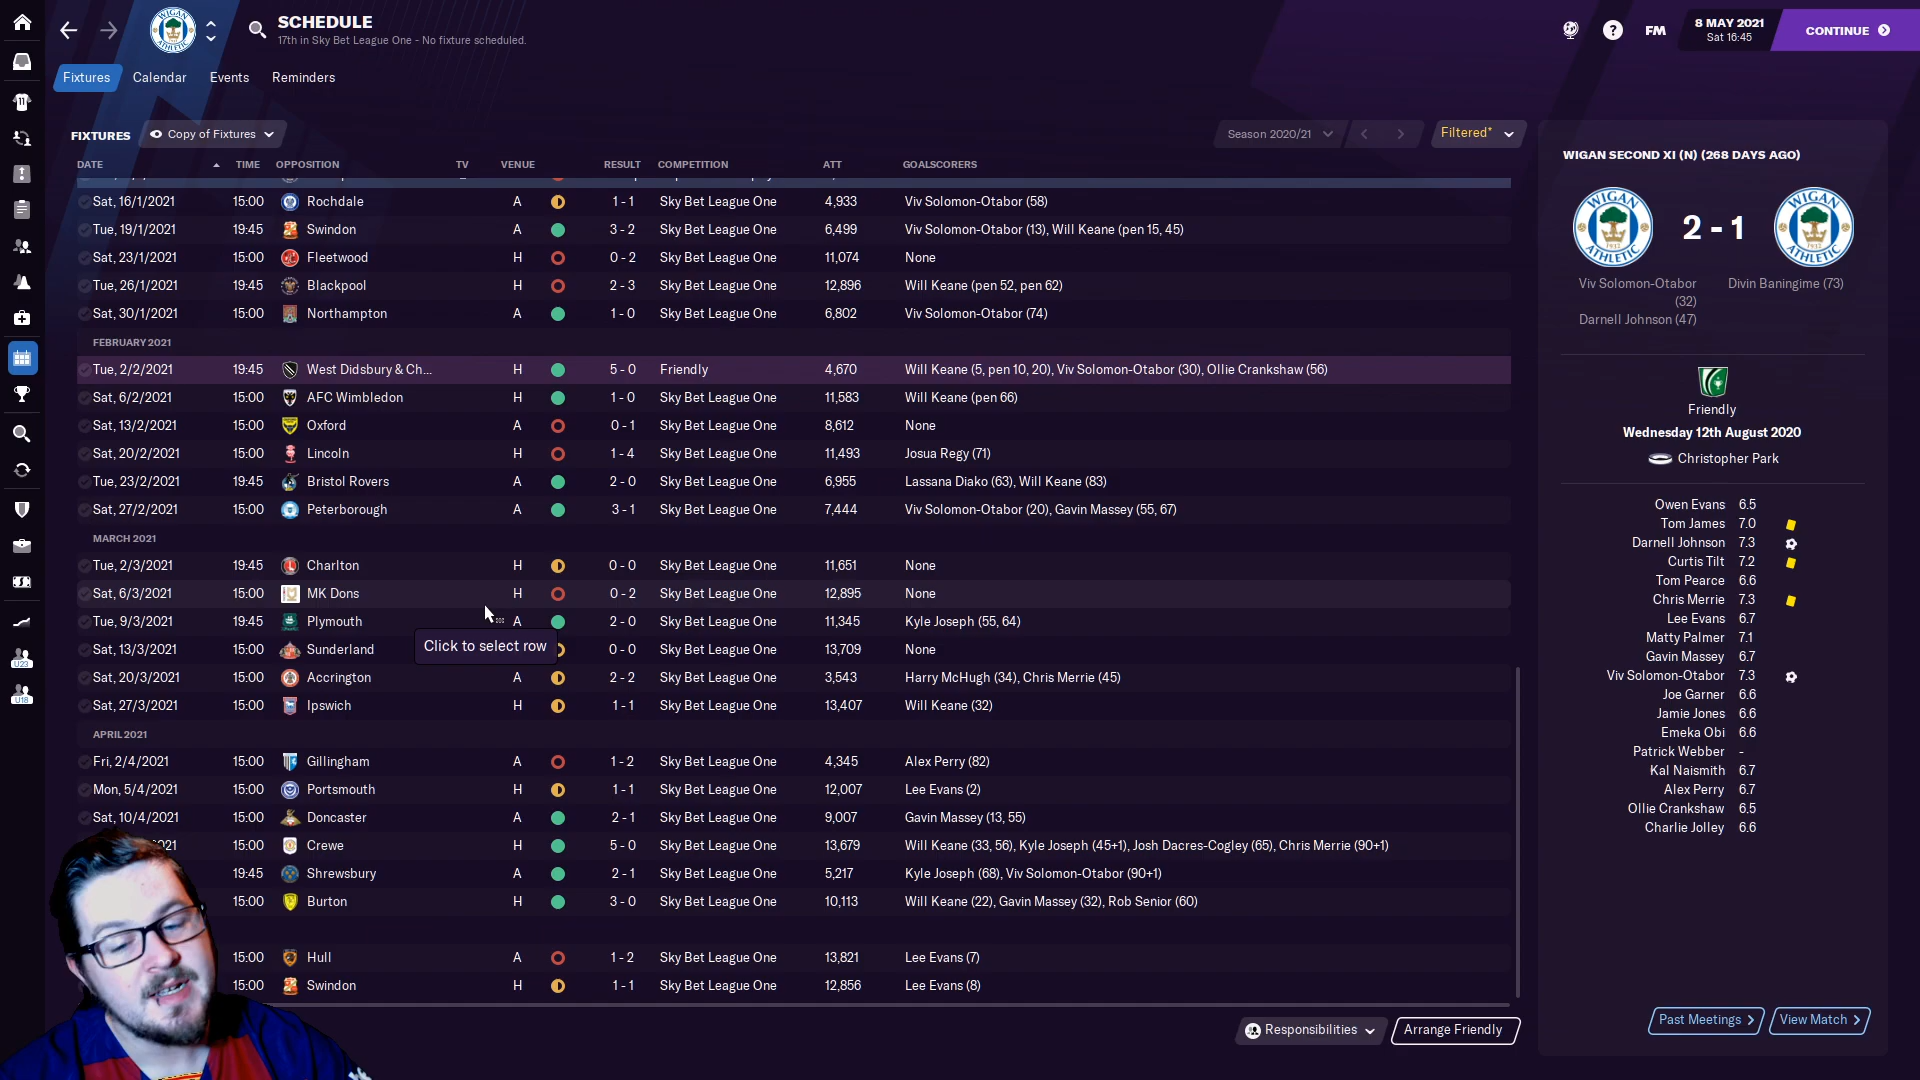 SCHEDULE
17th in Sky Bet League One - No fixture scheduled.
FM
8 MAY 2021
Sat 16:45
CONTINUE
Fixtures Calendar Events Reminders
FIXTURES Copy of Fixtures Season 2020/21 Filtered*
DATE TIME OPPOSITION TV VENUE RESULT COMPETITION ATT GOALSCORERS
Sat, 16/1/2021 15:00 Rochdale A 1 - 1 Sky Bet League One 4,933 Viv Solomon-Otabor (58)
Tue, 19/1/2021 19:45 Swindon A 3 - 2 Sky Bet League One 6,499 Viv Solomon-Otabor (13), Will Keane (pen 15, 45)
Sat, 23/1/2021 15:00 Fleetwood H 0 - 2 Sky Bet League One 11,074 None
Tue, 26/1/2021 19:45 Blackpool H 2 - 3 Sky Bet League One 12,896 Will Keane (pen 52, pen 62)
Sat, 30/1/2021 15:00 Northampton A 1 - 0 Sky Bet League One 6,802 Viv Solomon-Otabor (74)
FEBRUARY 2021
Tue, 2/2/2021 19:45 West Didsbury & Ch... H 5 - 0 Friendly 4,670 Will Keane (5, pen 10, 20), Viv Solomon-Otabor (30), Ollie Crankshaw (56)
Sat, 6/2/2021 15:00 AFC Wimbledon H 1 - 0 Sky Bet League One 11,583 Will Keane (pen 66)
Sat, 13/2/2021 15:00 Oxford A 0 - 1 Sky Bet League One 8,612 None
Sat, 20/2/2021 15:00 Lincoln H 1 - 4 Sky Bet League One 11,493 Josua Regy (71)
Tue, 23/2/2021 19:45 Bristol Rovers A 2 - 0 Sky Bet League One 6,955 Lassana Diako (63), Will Keane (83)
Sat, 27/2/2021 15:00 Peterborough A 3 - 1 Sky Bet League One 7,444 Viv Solomon-Otabor (20), Gavin Massey (55, 67)
MARCH 2021
Tue, 2/3/2021 19:45 Charlton H 0 - 0 Sky Bet League One 11,651 None
Sat, 6/3/2021 15:00 MK Dons H 0 - 2 Sky Bet League One 12,895 None
Tue, 9/3/2021 19:45 Plymouth A 2 - 0 Sky Bet League One 11,345 Kyle Joseph (55, 64)
Click to select row
Sat, 13/3/2021 15:00 Sunderland 0 - 0 Sky Bet League One 13,709 None
Sat, 20/3/2021 15:00 Accrington A 2 - 2 Sky Bet League One 3,543 Harry McHugh (34), Chris Merrie (45)
Sat, 27/3/2021 15:00 Ipswich H 1 - 1 Sky Bet League One 13,407 Will Keane (32)
APRIL 2021
Fri, 2/4/2021 15:00 Gillingham A 1 - 2 Sky Bet League One 4,345 Alex Perry (82)
Mon, 5/4/2021 15:00 Portsmouth H 1 - 1 Sky Bet League One 12,007 Lee Evans (2)
Sat, 10/4/2021 15:00 Doncaster A 2 - 1 Sky Bet League One 9,007 Gavin Massey (13, 55)
15:00 Crewe H 5 - 0 Sky Bet League One 13,679 Will Keane (33, 56), Kyle Joseph (45+1), Josh Dacres-Cogley (65), Chris Merrie (90+1)
19:45 Shrewsbury A 2 - 1 Sky Bet League One 5,217 Kyle Joseph (68), Viv Solomon-Otabor (90+1)
15:00 Burton H 3 - 0 Sky Bet League One 10,113 Will Keane (22), Gavin Massey (32), Rob Senior (60)
15:00 Hull A 1 - 2 Sky Bet League One 13,821 Lee Evans (7)
15:00 Swindon H 1 - 1 Sky Bet League One 12,856 Lee Evans (8)
Responsibilities Arrange Friendly
WIGAN SECOND XI (N) (268 DAYS AGO)
WIGAN ATHLETIC 2 - 1 WIGAN ATHLETIC
Viv Solomon-Otabor (32) Divin Baningime (73)
Darnell Johnson (47)
Friendly
Wednesday 12th August 2020
Christopher Park
Owen Evans 6.5
Tom James 7.0
Darnell Johnson 7.3
Curtis Tilt 7.2
Tom Pearce 6.6
Chris Merrie 7.3
Lee Evans 6.7
Matty Palmer 7.1
Gavin Massey 6.7
Viv Solomon-Otabor 7.3
Joe Garner 6.6
Jamie Jones 6.6
Emeka Obi 6.6
Patrick Webber -
Kal Naismith 6.7
Alex Perry 6.7
Ollie Crankshaw 6.5
Charlie Jolley 6.6
Past Meetings View Match
U23
U18